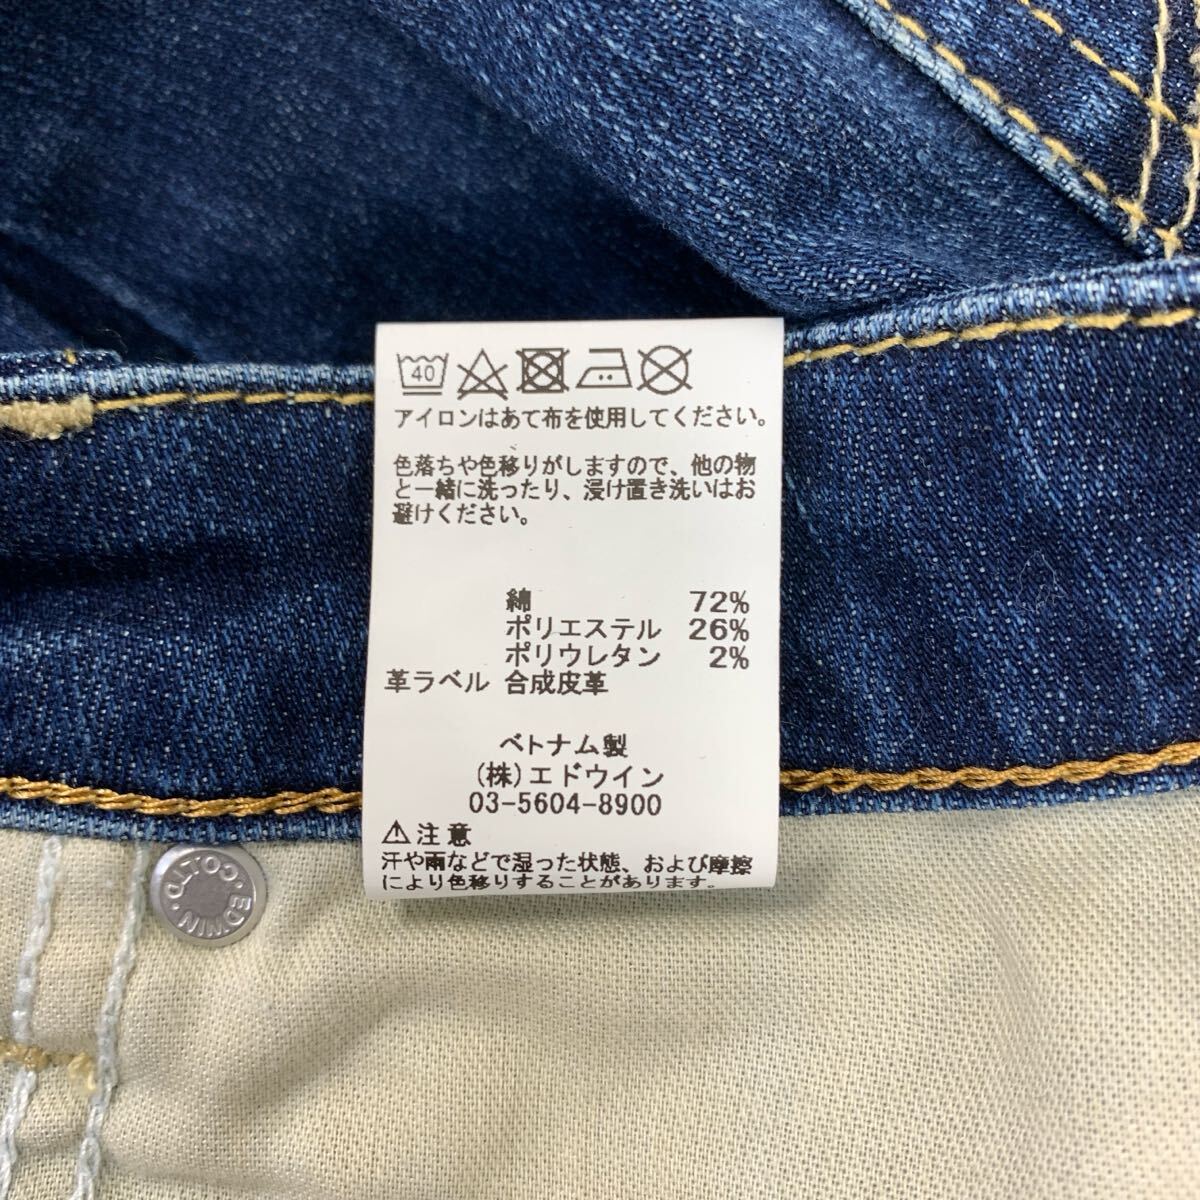 40
アイロンはあて布を使用してください。
色落ちや色移りがしますので、他の物
と一緒に洗ったり、浸け置き洗いはお
避けください。
綿 72%
ポリエステル 26%
ポリウレタン 2%
革ラベル 合成皮革
ベトナム製
(株)エドウイン
03-5604-8900
⚠注意
汗や雨などで湿った状態、および摩擦
により色移りすることがあります。
EDWIN・CO.,LTD・